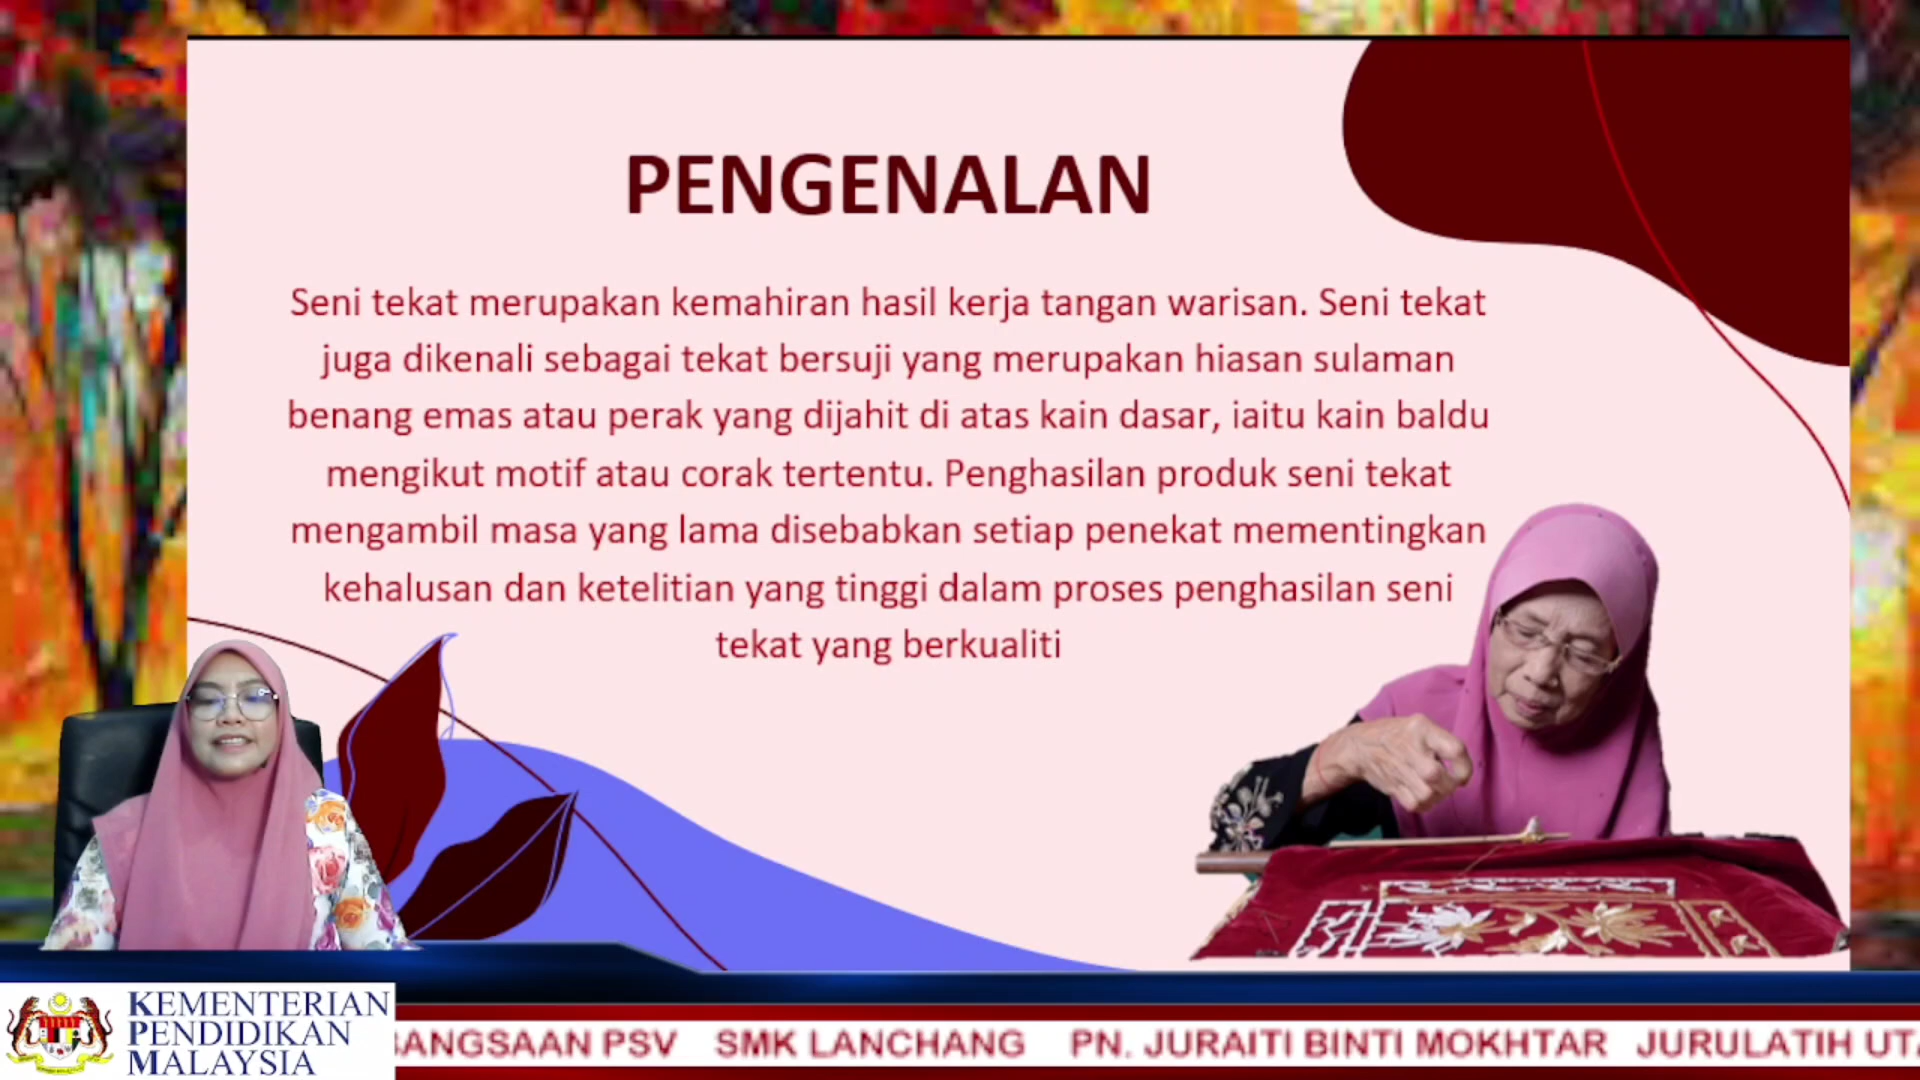 PENGENALAN
Seni tekat merupakan kemahiran hasil kerja tangan warisan. Seni tekat
juga dikenali sebagai tekat bersuji yang merupakan hiasan sulaman
benang emas atau perak yang dijahit di atas kain dasar, iaitu kain baldu
mengikut motif atau corak tertentu. Penghasilan produk seni tekat
mengambil masa yang lama disebabkan setiap penekat mementingkan
kehalusan dan ketelitian yang tinggi dalam proses penghasilan seni
tekat yang berkualiti
KEMENTERIAN
PENDIDIKAN
MALAYSIA
BANGSAAN PSV SMK LANCHANG PN. JURAITI BINTI MOKHTAR JURULATIH